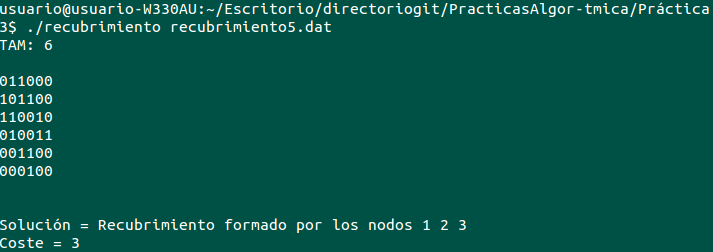 usuario@usuario-W330AU:~/Escritorio/directoriogit/PracticasAlgor-tmica/Práctica
3$ ./recubrimiento recubrimiento5.dat
TAM: 6
011000
101100
110010
010011
001100
000100
Solución = Recubrimiento formado por los nodos 1 2 3
Coste = 3